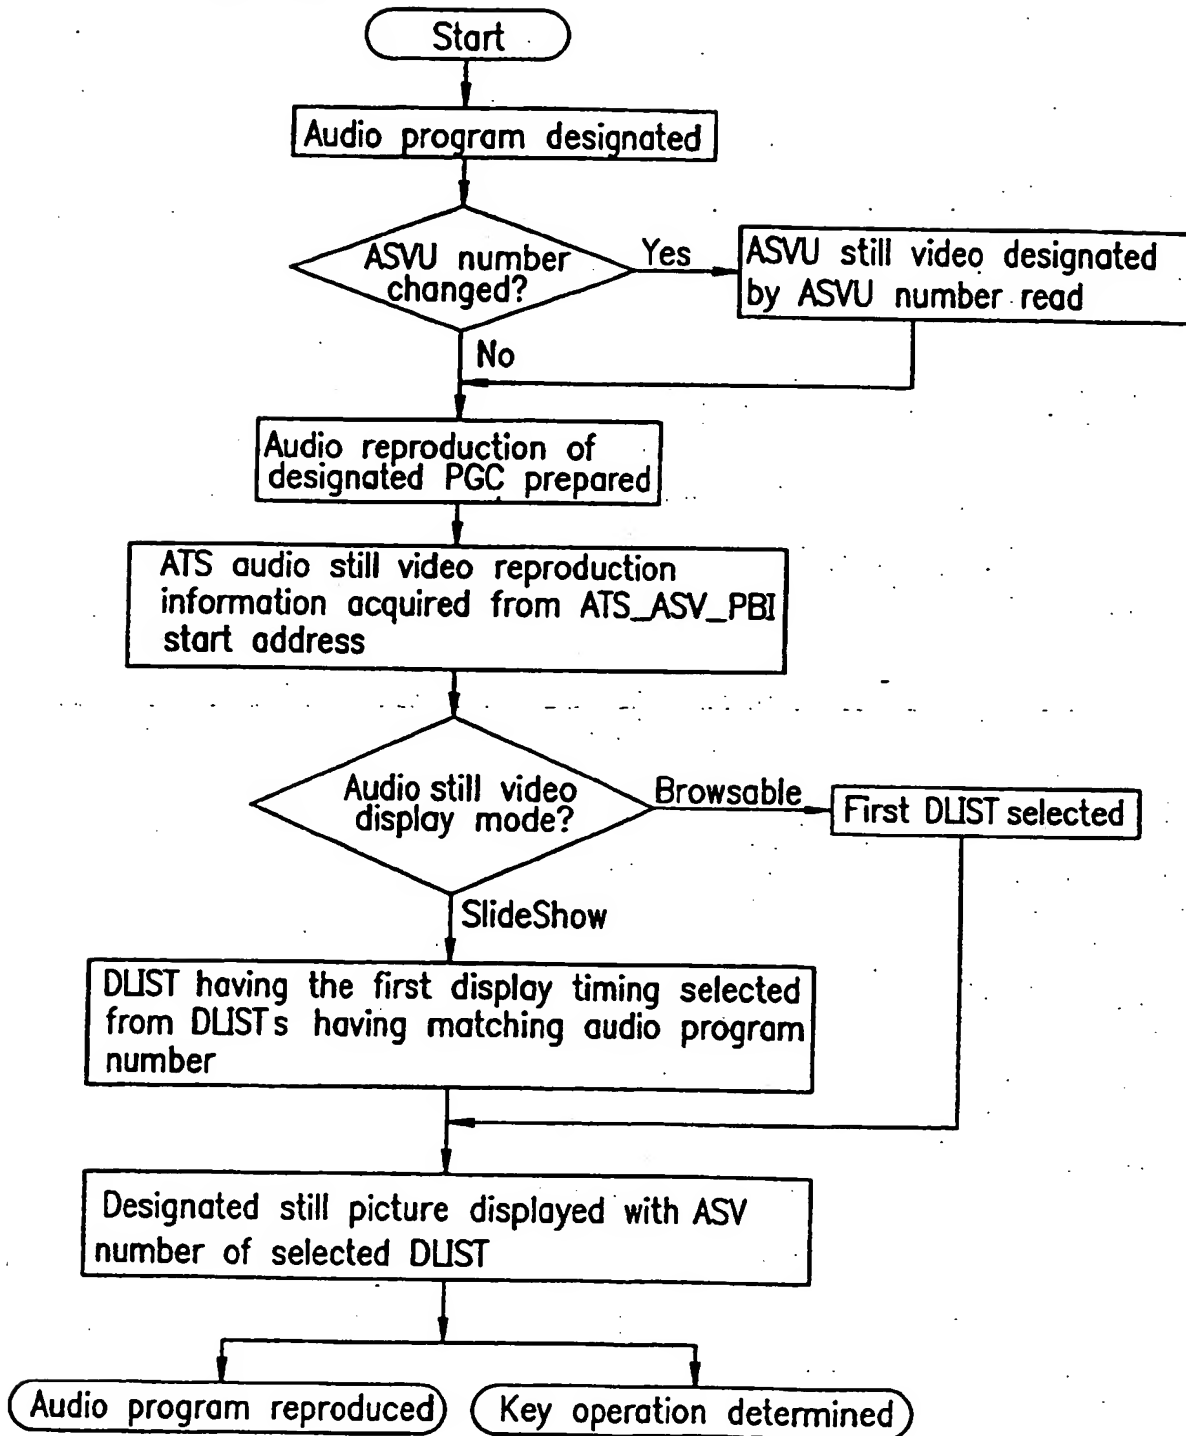 Start
Audio program designated
ASVU number
changed?
Yes
ASVU still video designated
by ASVU number read
No
Audio reproduction of
designated PGC prepared
ATS audio still video reproduction
information acquired from ATS_ASV_PBI
start address
Audio still video
display mode?
Browsable
First DLIST selected
SlideShow
DLIST having the first display timing selected
from DLISTs having matching audio program
number
Designated still picture displayed with ASV
number of selected DLIST
Audio program reproduced
Key operation determined